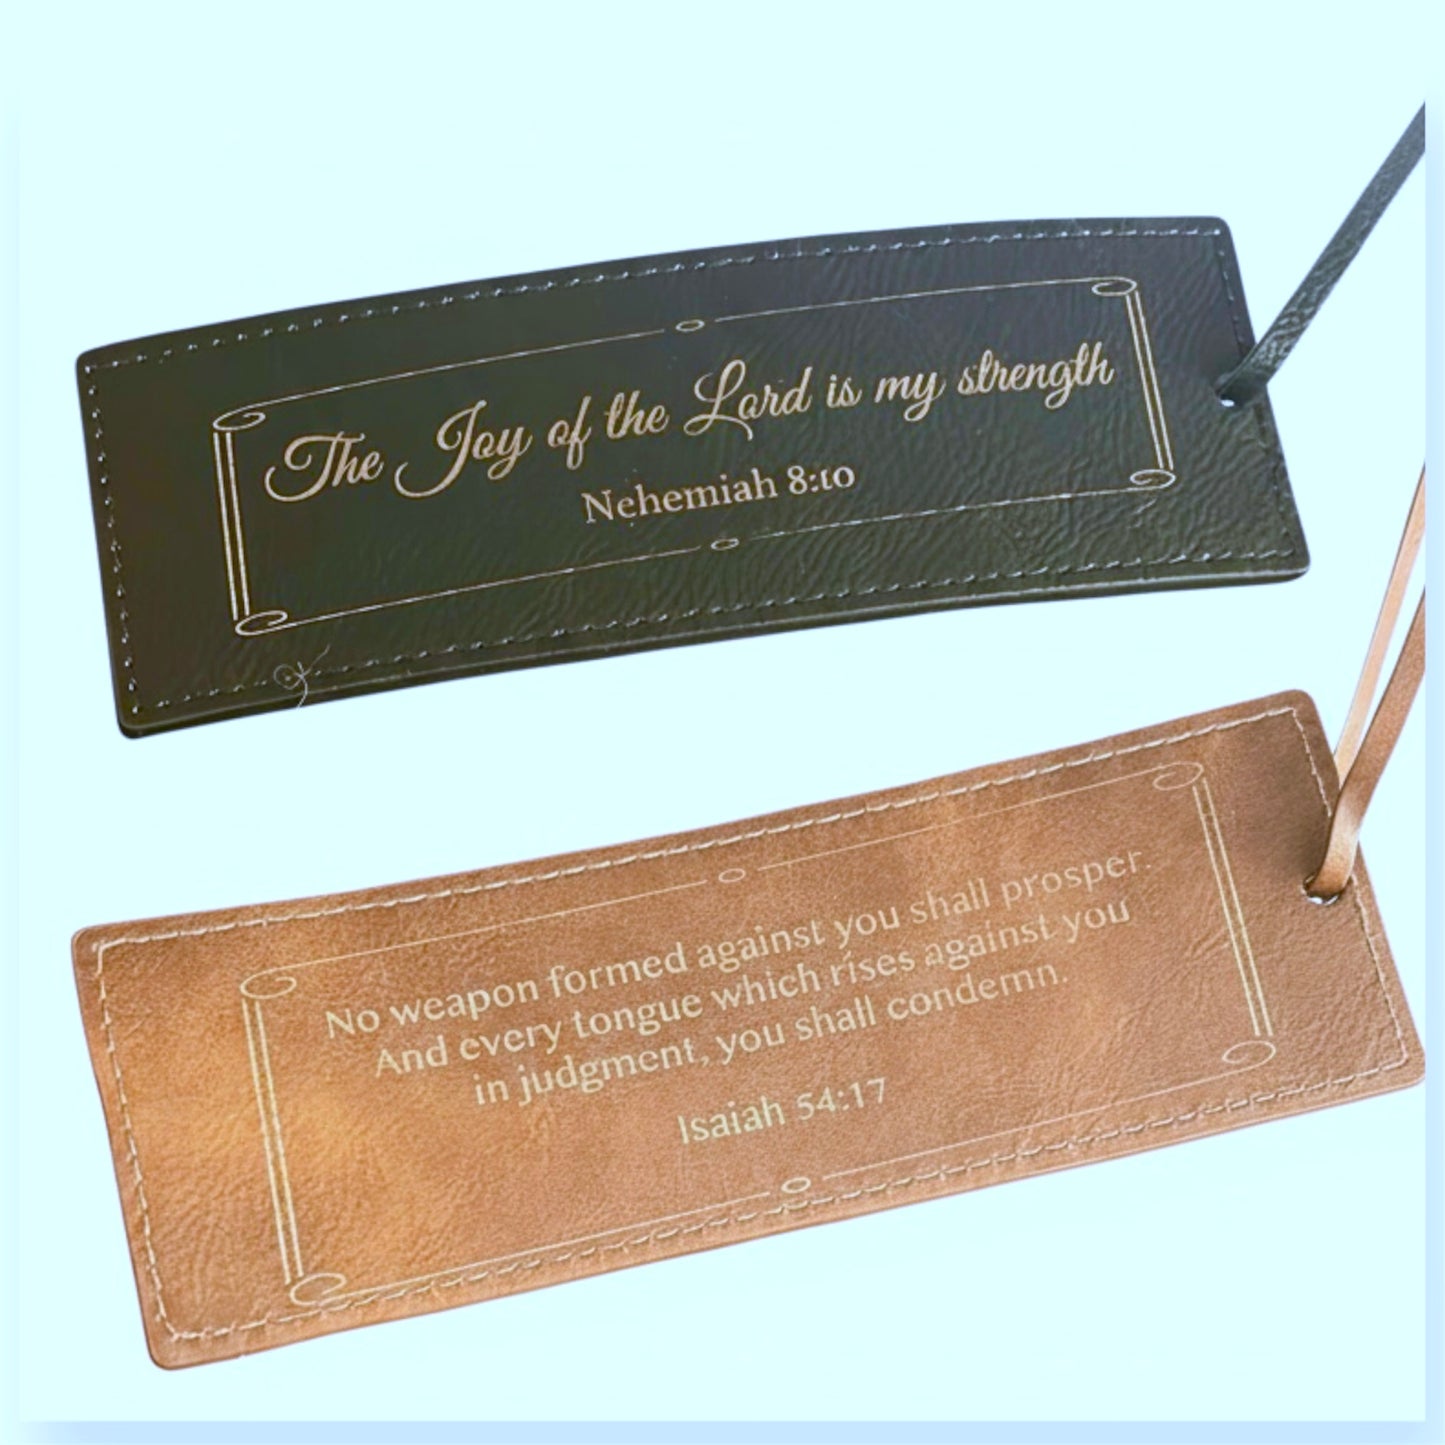 The Joy of the Lord is my strength
Nehemiah 8:10
No weapon formed against you shall prosper.
And every tongue which rises against you
in judgment, you shall condemn.
Isaiah 54:17